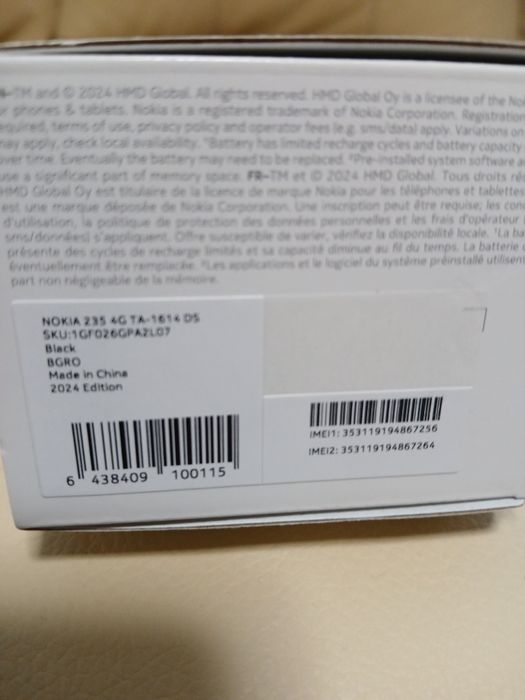 -TM and © 2024 HMD Global. All rights reserved. HMD Global Oy is a licensee of the
phones & tablets. Nokia is a registered trademark of Nokia Corporation. Registration
terms of use, privacy policy and operator fees (e.g. sms/data) apply. Variations on
may apply, check local availability. Battery has limited recharge cycles and battery capacity
over time. Eventually the battery may need to be replaced. Pre-installed system software
use a significant part of memory space. FR–TM et © 2024 HMD Global. Tous droits
HMD Global Oy est titulaire de la licence de marque Nokia pour les téléphones et tablettes
est une marque déposée de Nokia Corporation. Une inscription peut être requise; les
d'utilisation, la politique de protection des données personnelles et les frais d'opérateur
sms/données) s'appliquent. Offre susceptible de varier, vérifiez la disponibilité locale. La
présente des cycles de recharge limités et sa capacité diminue au fil du temps. La batterie
éventuellement être remplacée. Les applications et le logiciel du système préinstallé
part non négligeable de la mémoire.
NOKIA 235 4G TA-1614 DS
SKU:1GF026GPA2L07
Black
BGRO
Made in China
2024 Edition
6 438409 100115
IMEI1: 353119194867256
IMEI2: 353119194867264